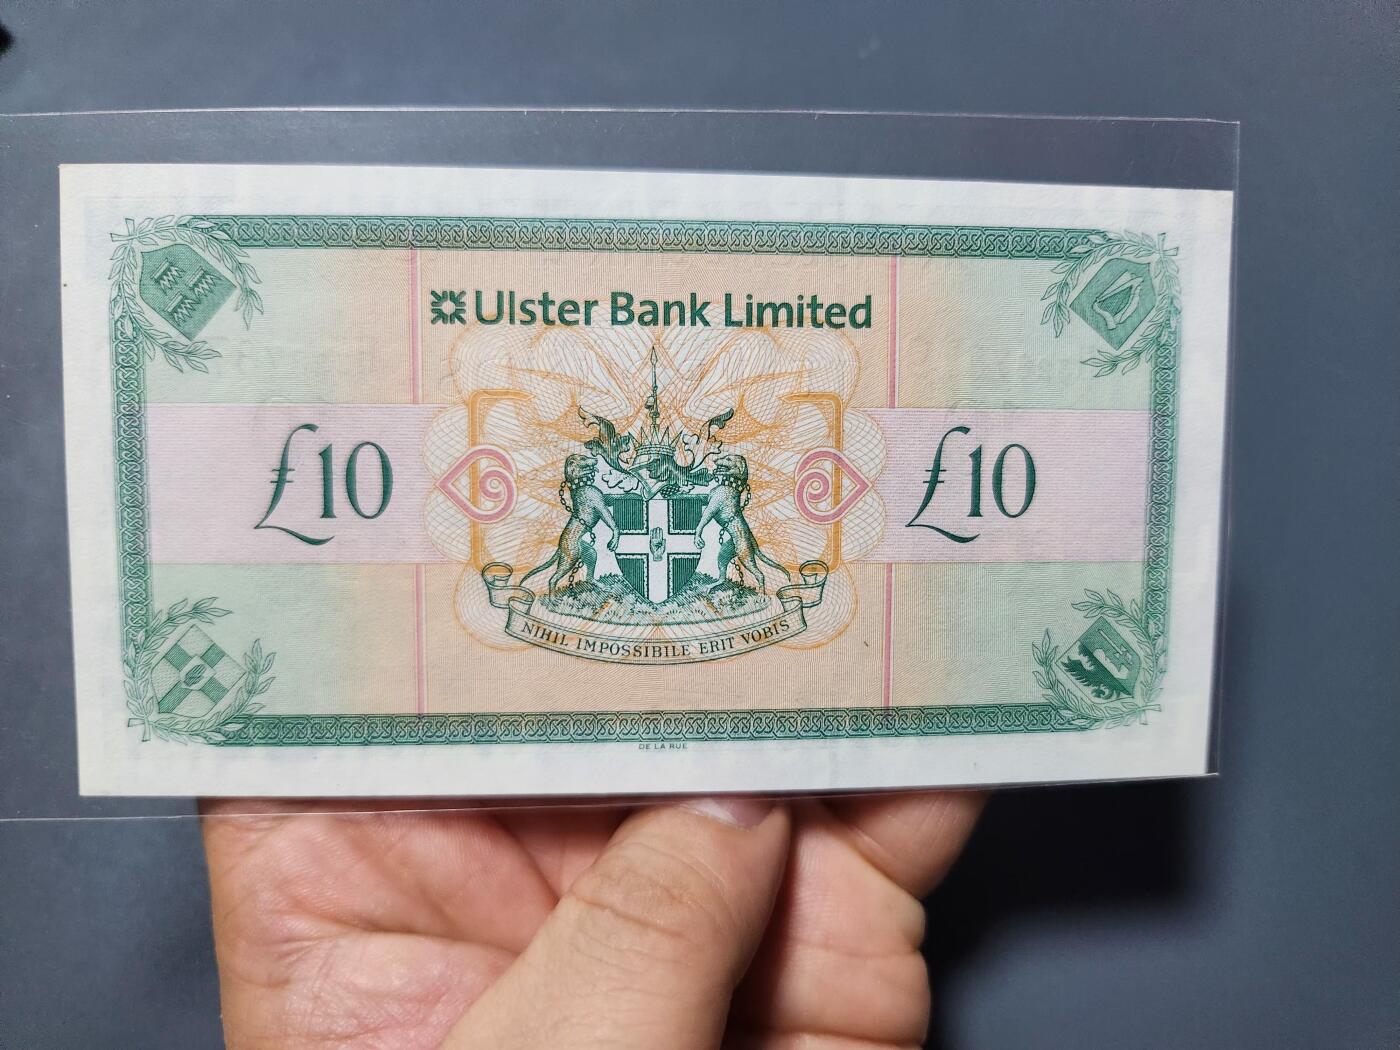 Ulster Bank Limited
£10
£10
NIHIL IMPOSSIBILE ERIT VOBIS
DE LA RUE